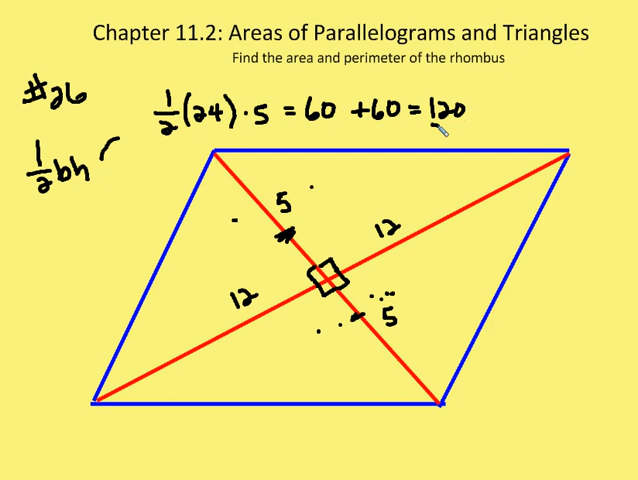 Chapter 11.2: Areas of Parallelograms and Triangles
Find the area and perimeter of the rhombus
#26
1/2(24)·5 = 60 +60 = 120
1/2bh
5
12
12
5